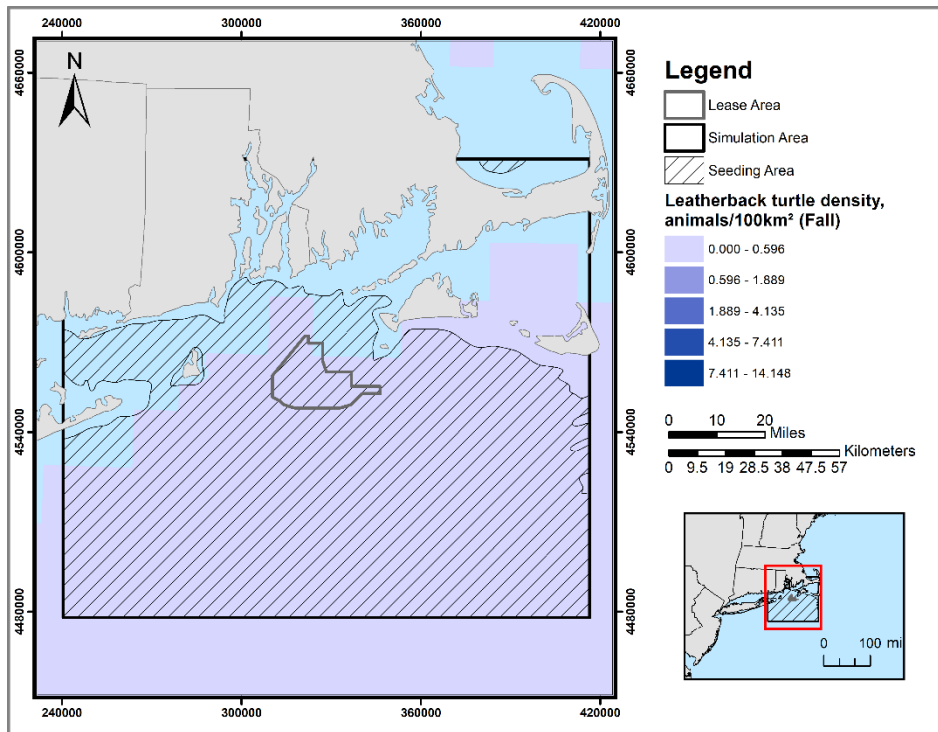 240000 300000 360000 420000
4660000
4600000
4540000
4480000
N
240000 300000 360000 420000
4660000
4600000
4540000
4480000
Legend
Lease Area
Simulation Area
Seeding Area
Leatherback turtle density,
animals/100km² (Fall)
0.000 - 0.596
0.596 - 1.889
1.889 - 4.135
4.135 - 7.411
7.411 - 14.148
0 10 20
Miles
Kilometers
0 9.5 19 28.5 38 47.5 57
0 100 mi